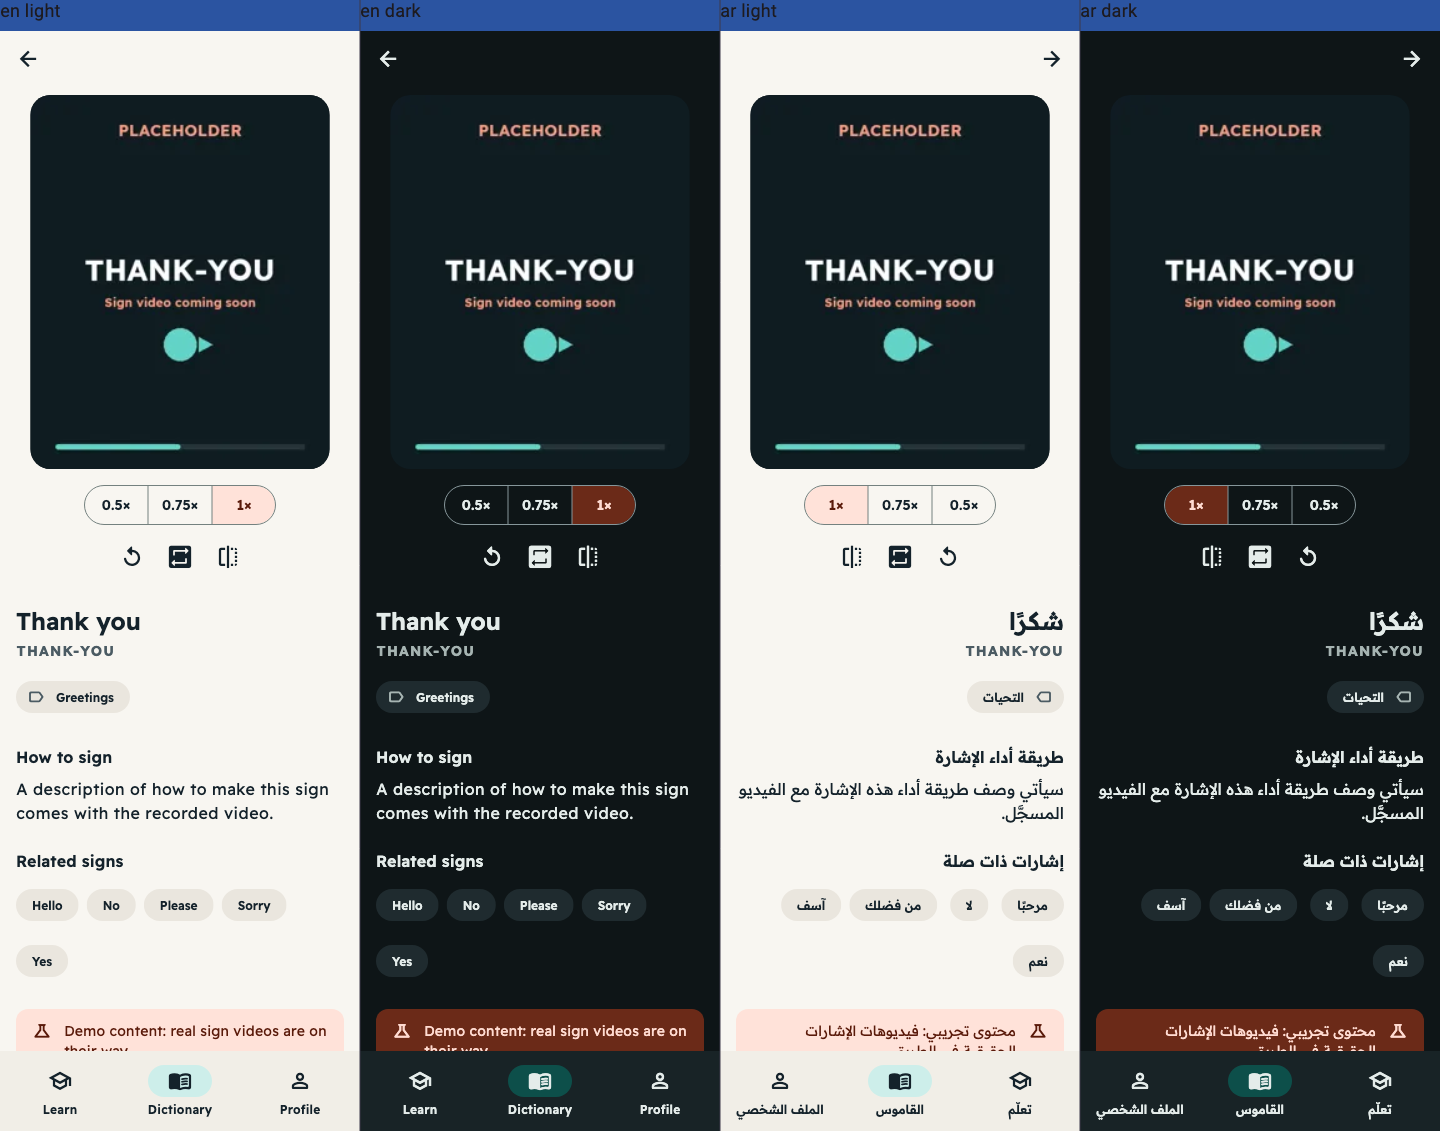 en light
PLACEHOLDER
THANK-YOU
Sign video coming soon
0.5× 0.75× 1×
Thank you
THANK-YOU
Greetings
How to sign
A description of how to make this sign
comes with the recorded video.
Related signs
Hello No Please Sorry
Yes
Demo content: real sign videos are on
their way
Learn Dictionary Profile
en dark
PLACEHOLDER
THANK-YOU
Sign video coming soon
0.5× 0.75× 1×
Thank you
THANK-YOU
Greetings
How to sign
A description of how to make this sign
comes with the recorded video.
Related signs
Hello No Please Sorry
Yes
Demo content: real sign videos are on
their way
Learn Dictionary Profile
ar light
PLACEHOLDER
THANK-YOU
Sign video coming soon
1× 0.75× 0.5×
شكرًا
THANK-YOU
التحيات
طريقة أداء الإشارة
سيأتي وصف طريقة أداء هذه الإشارة مع الفيديو
المسجَّل.
إشارات ذات صلة
مرحبًا لا من فضلك آسف
نعم
محتوى تجريبي: فيديوهات الإشارات
الحقيقية في الطريق
تعلّم القاموس الملف الشخصي
ar dark
PLACEHOLDER
THANK-YOU
Sign video coming soon
1× 0.75× 0.5×
شكرًا
THANK-YOU
التحيات
طريقة أداء الإشارة
سيأتي وصف طريقة أداء هذه الإشارة مع الفيديو
المسجَّل.
إشارات ذات صلة
مرحبًا لا من فضلك آسف
نعم
محتوى تجريبي: فيديوهات الإشارات
الحقيقية في الطريق
تعلّم القاموس الملف الشخصي